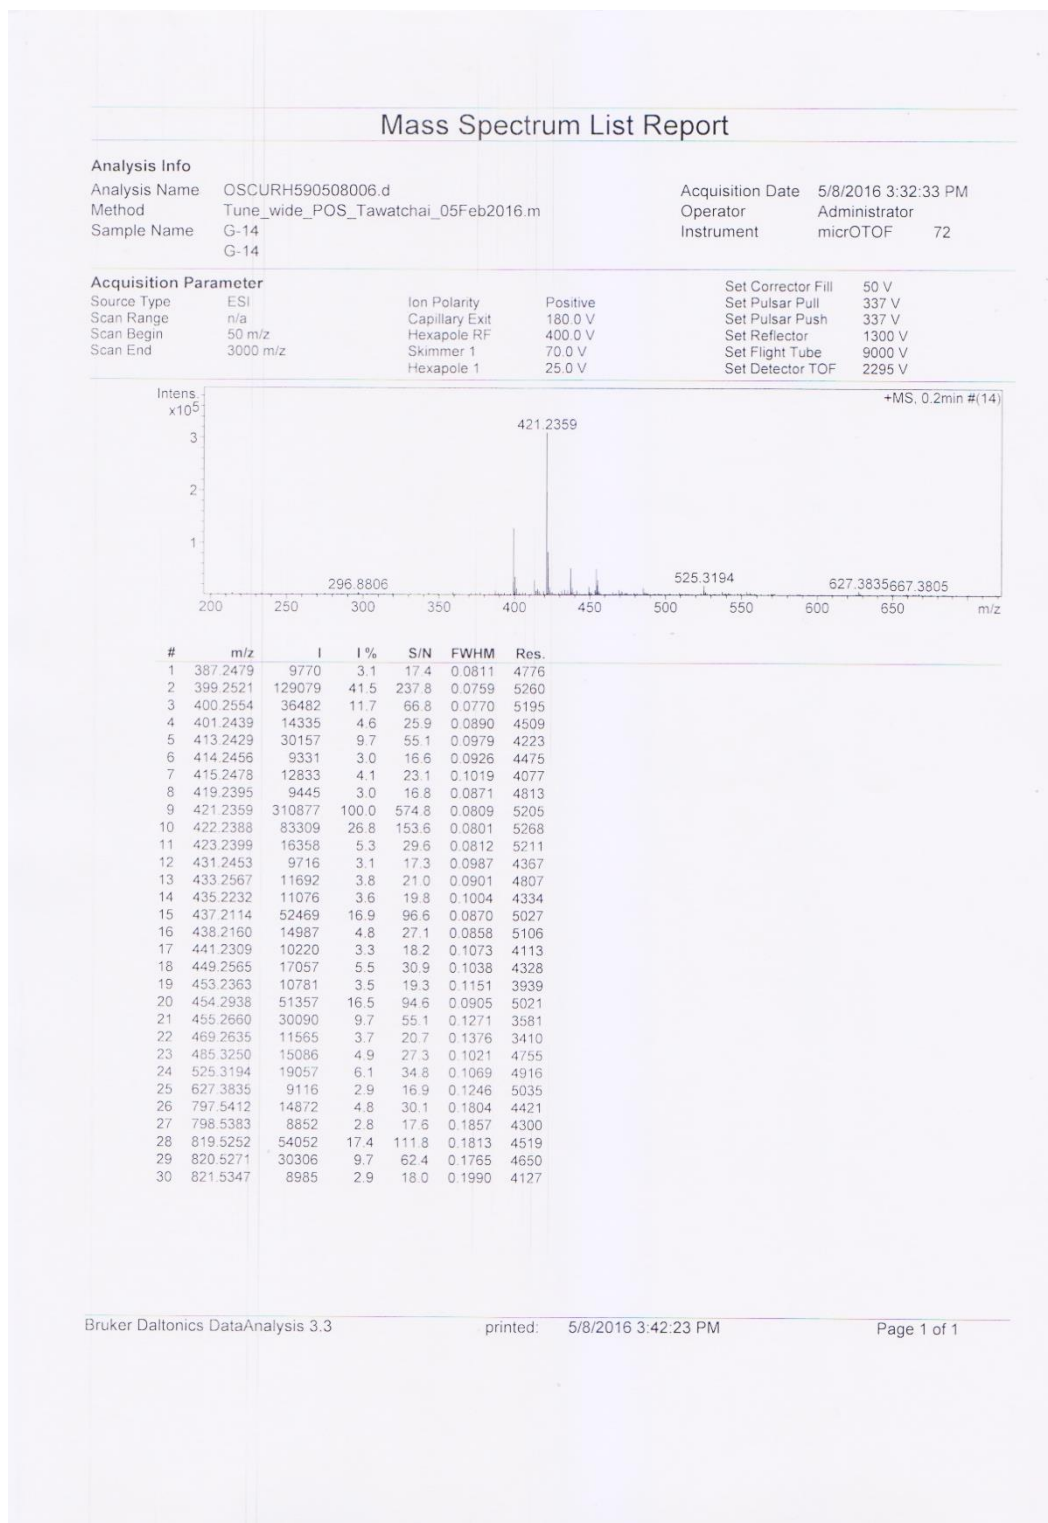 Mass Spectrum List Report
Analysis Info
Analysis Name OSCURH590508006.d Acquisition Date 5/8/2016 3:32:33 PM
Method Tune_wide_POS_Tawatchai_05Feb2016.m Operator Administrator
Sample Name G-14 Instrument micrOTOF 72
G-14
Acquisition Parameter Set Corrector Fill 50 V
Source Type ESI Ion Polarity Positive Set Pulsar Pull 337 V
Scan Range n/a Capillary Exit 180.0 V Set Pulsar Push 337 V
Scan Begin 50 m/z Hexapole RF 400.0 V Set Reflector 1300 V
Scan End 3000 m/z Skimmer 1 70.0 V Set Flight Tube 9000 V
Hexapole 1 25.0 V Set Detector TOF 2295 V
Intens. +MS, 0.2min #(14)
x10⁵
421.2359
3
2
1
296.8806 525.3194 627.3835 667.3805
200 250 300 350 400 450 500 550 600 650 m/z
# m/z I I % S/N FWHM Res.
1 387.2479 9770 3.1 17.4 0.0811 4776
2 399.2521 129079 41.5 237.8 0.0759 5260
3 400.2554 36482 11.7 66.8 0.0770 5195
4 401.2439 14335 4.6 25.9 0.0890 4509
5 413.2429 30157 9.7 55.1 0.0979 4223
6 414.2456 9331 3.0 16.6 0.0926 4475
7 415.2478 12833 4.1 23.1 0.1019 4077
8 419.2395 9445 3.0 16.8 0.0871 4813
9 421.2359 310877 100.0 574.8 0.0809 5205
10 422.2388 83309 26.8 153.6 0.0801 5268
11 423.2399 16358 5.3 29.6 0.0812 5211
12 431.2453 9716 3.1 17.3 0.0987 4367
13 433.2567 11692 3.8 21.0 0.0901 4807
14 435.2232 11076 3.6 19.8 0.1004 4334
15 437.2114 52469 16.9 96.6 0.0870 5027
16 438.2160 14987 4.8 27.1 0.0858 5106
17 441.2309 10220 3.3 18.2 0.1073 4113
18 449.2565 17057 5.5 30.9 0.1038 4328
19 453.2363 10781 3.5 19.3 0.1151 3939
20 454.2938 51357 16.5 94.6 0.0905 5021
21 455.2660 30090 9.7 55.1 0.1271 3581
22 469.2635 11565 3.7 20.7 0.1376 3410
23 485.3250 15086 4.9 27.3 0.1021 4755
24 525.3194 19057 6.1 34.8 0.1069 4916
25 627.3835 9116 2.9 16.9 0.1246 5035
26 797.5412 14872 4.8 30.1 0.1804 4421
27 798.5383 8852 2.8 17.6 0.1857 4300
28 819.5252 54052 17.4 111.8 0.1813 4519
29 820.5271 30306 9.7 62.4 0.1765 4650
30 821.5347 8985 2.9 18.0 0.1990 4127
Bruker Daltonics DataAnalysis 3.3 printed: 5/8/2016 3:42:23 PM Page 1 of 1